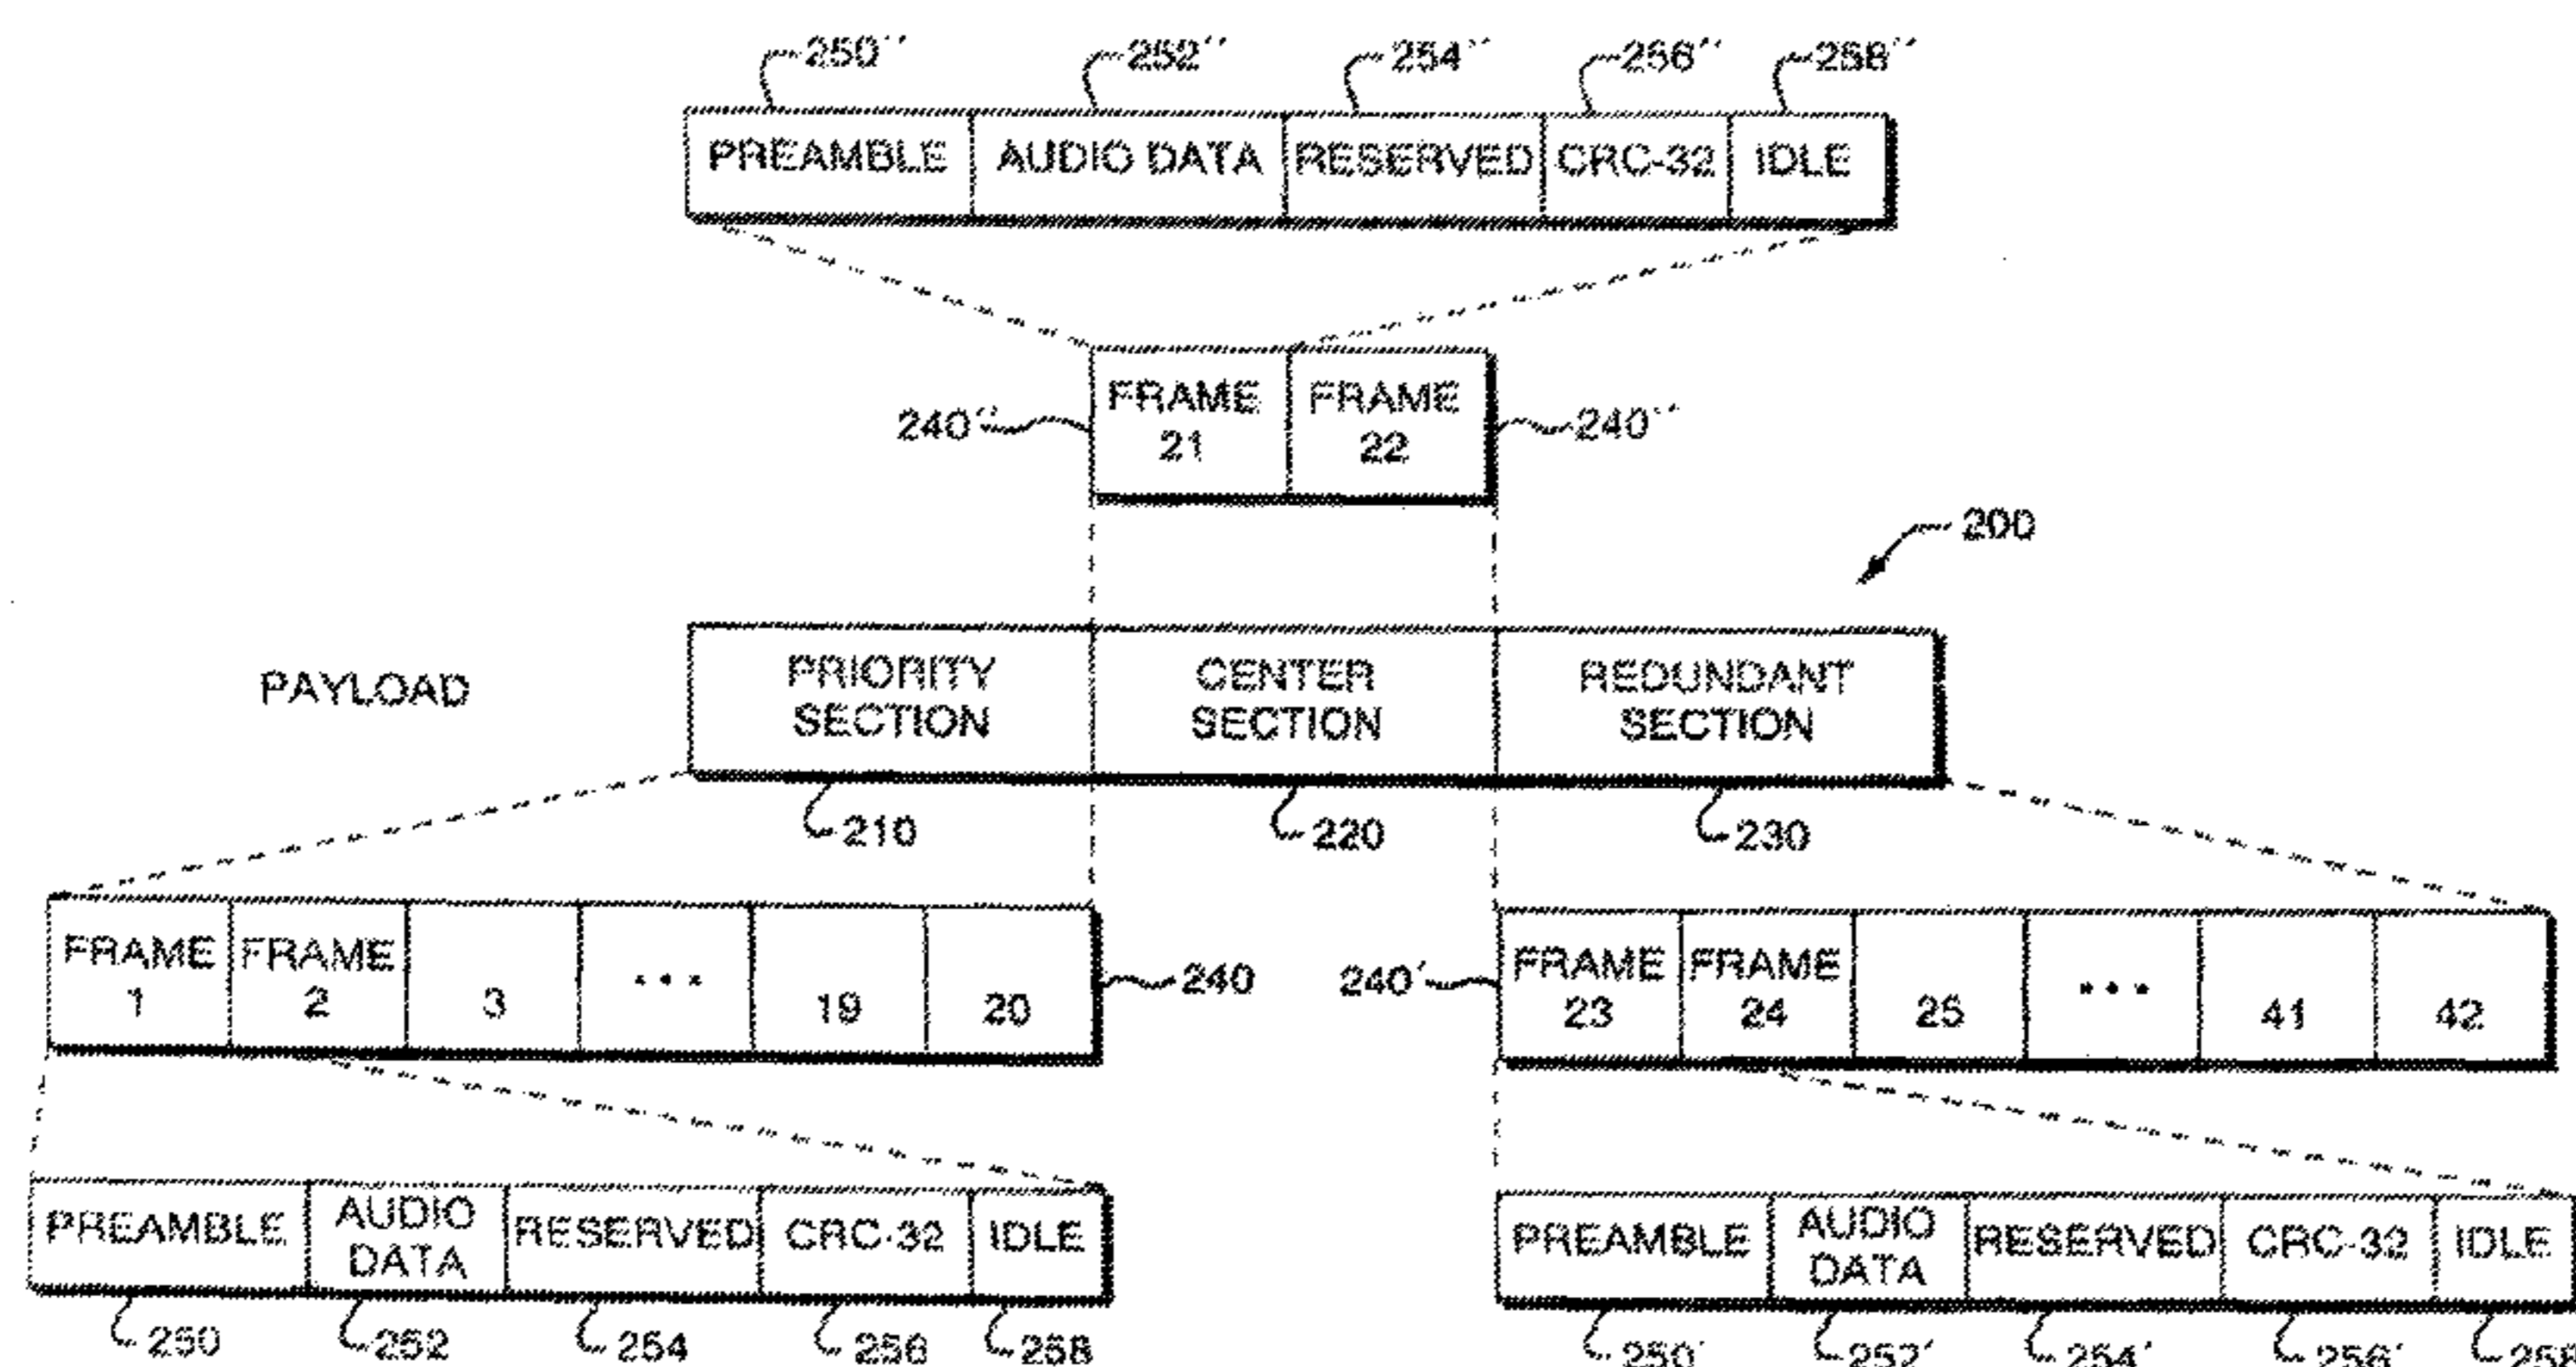 250'' 252'' 254'' 256'' 258''
PREAMBLE AUDIO DATA RESERVED CRC-32 IDLE
240'' FRAME 21 FRAME 22 240''
200
PAYLOAD
PRIORITY SECTION CENTER SECTION REDUNDANT SECTION
210 220 230
FRAME 1 FRAME 2 3 ... 19 20 240
240' FRAME 23 FRAME 24 25 ... 41 42
PREAMBLE AUDIO DATA RESERVED CRC-32 IDLE
250 252 254 256 258
PREAMBLE AUDIO DATA RESERVED CRC-32 IDLE
250' 252' 254' 256'